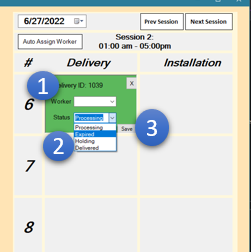 6/27/2022
Prev Session
Next Session
Auto Assign Worker
Session 2:
01:00 am - 05:00pm
# Delivery Installation
1
Delivery ID: 1039
X
6
Worker
Status Processing
Processing
Save
3
Expired
2
Holding
Delivered
7
8